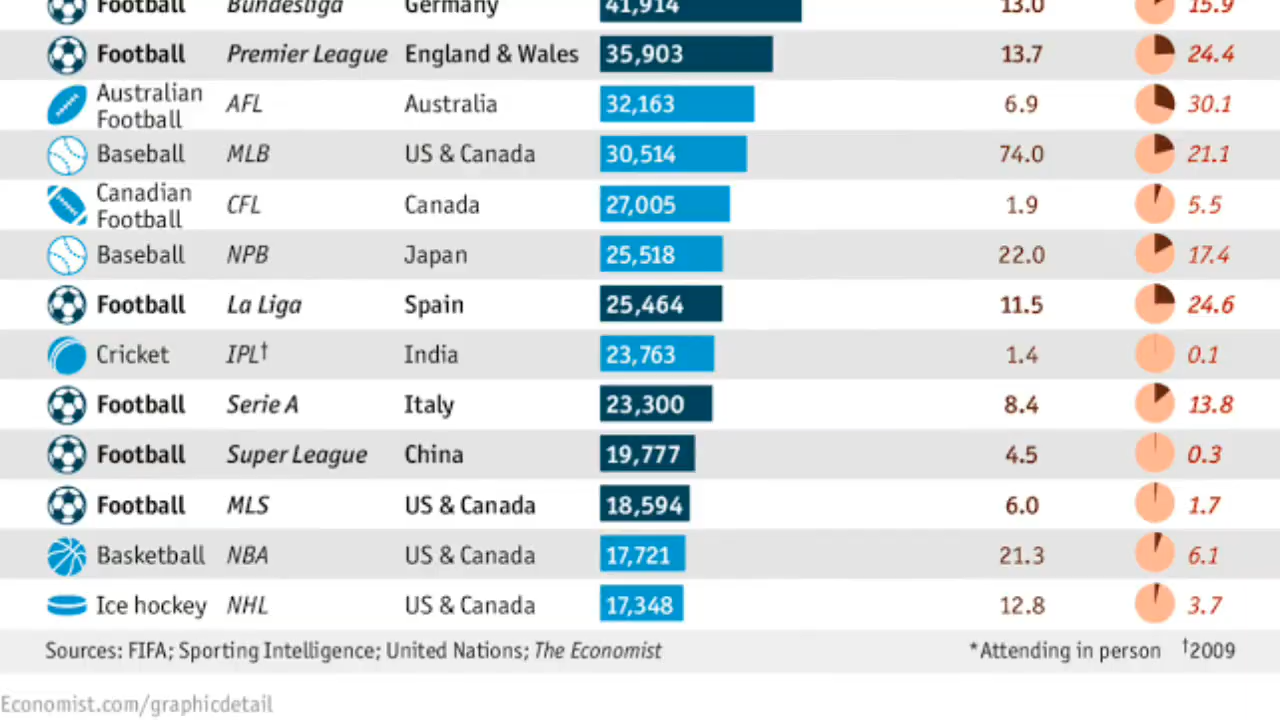 Football Bundesliga Germany 41,914 13.0 15.9
Football Premier League England & Wales 35,903 13.7 24.4
Australian
Football AFL Australia 32,163 6.9 30.1
Baseball MLB US & Canada 30,514 74.0 21.1
Canadian
Football CFL Canada 27,005 1.9 5.5
Baseball NPB Japan 25,518 22.0 17.4
Football La Liga Spain 25,464 11.5 24.6
Cricket IPL† India 23,763 1.4 0.1
Football Serie A Italy 23,300 8.4 13.8
Football Super League China 19,777 4.5 0.3
Football MLS US & Canada 18,594 6.0 1.7
Basketball NBA US & Canada 17,721 21.3 6.1
Ice hockey NHL US & Canada 17,348 12.8 3.7
Sources: FIFA; Sporting Intelligence; United Nations; The Economist *Attending in person †2009
Economist.com/graphicdetail